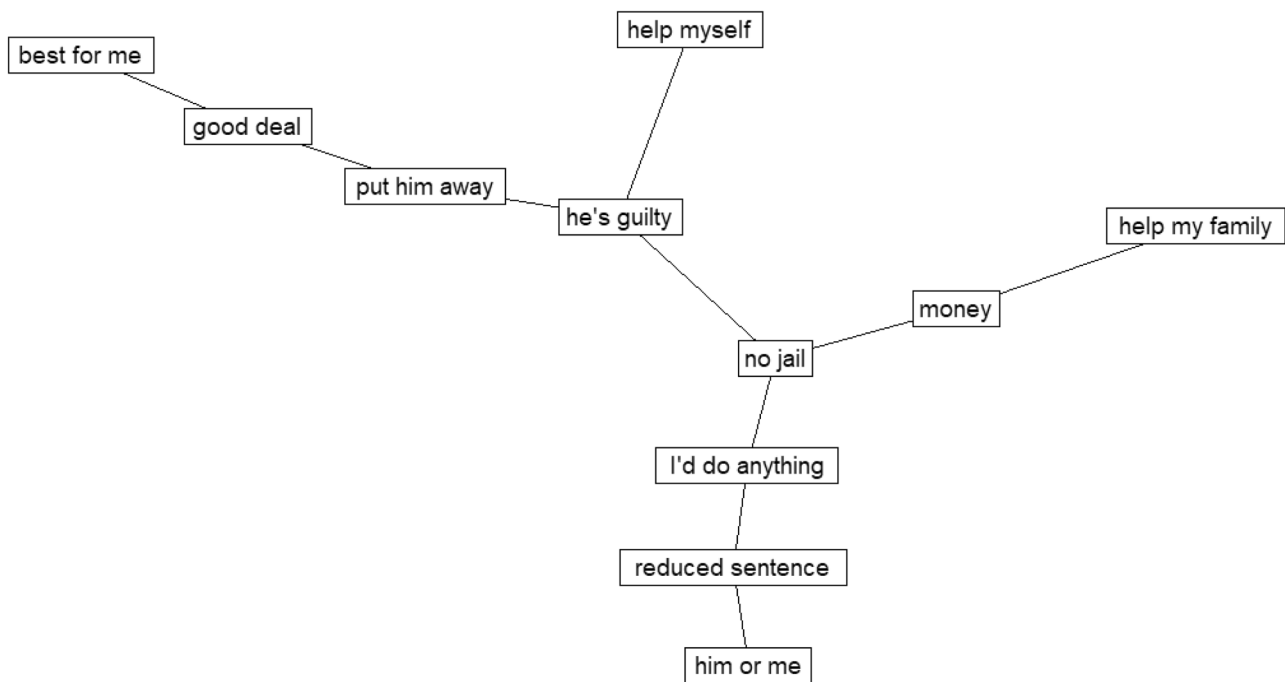 help myself
best for me
good deal
put him away
he's guilty
help my family
money
no jail
I'd do anything
reduced sentence
him or me